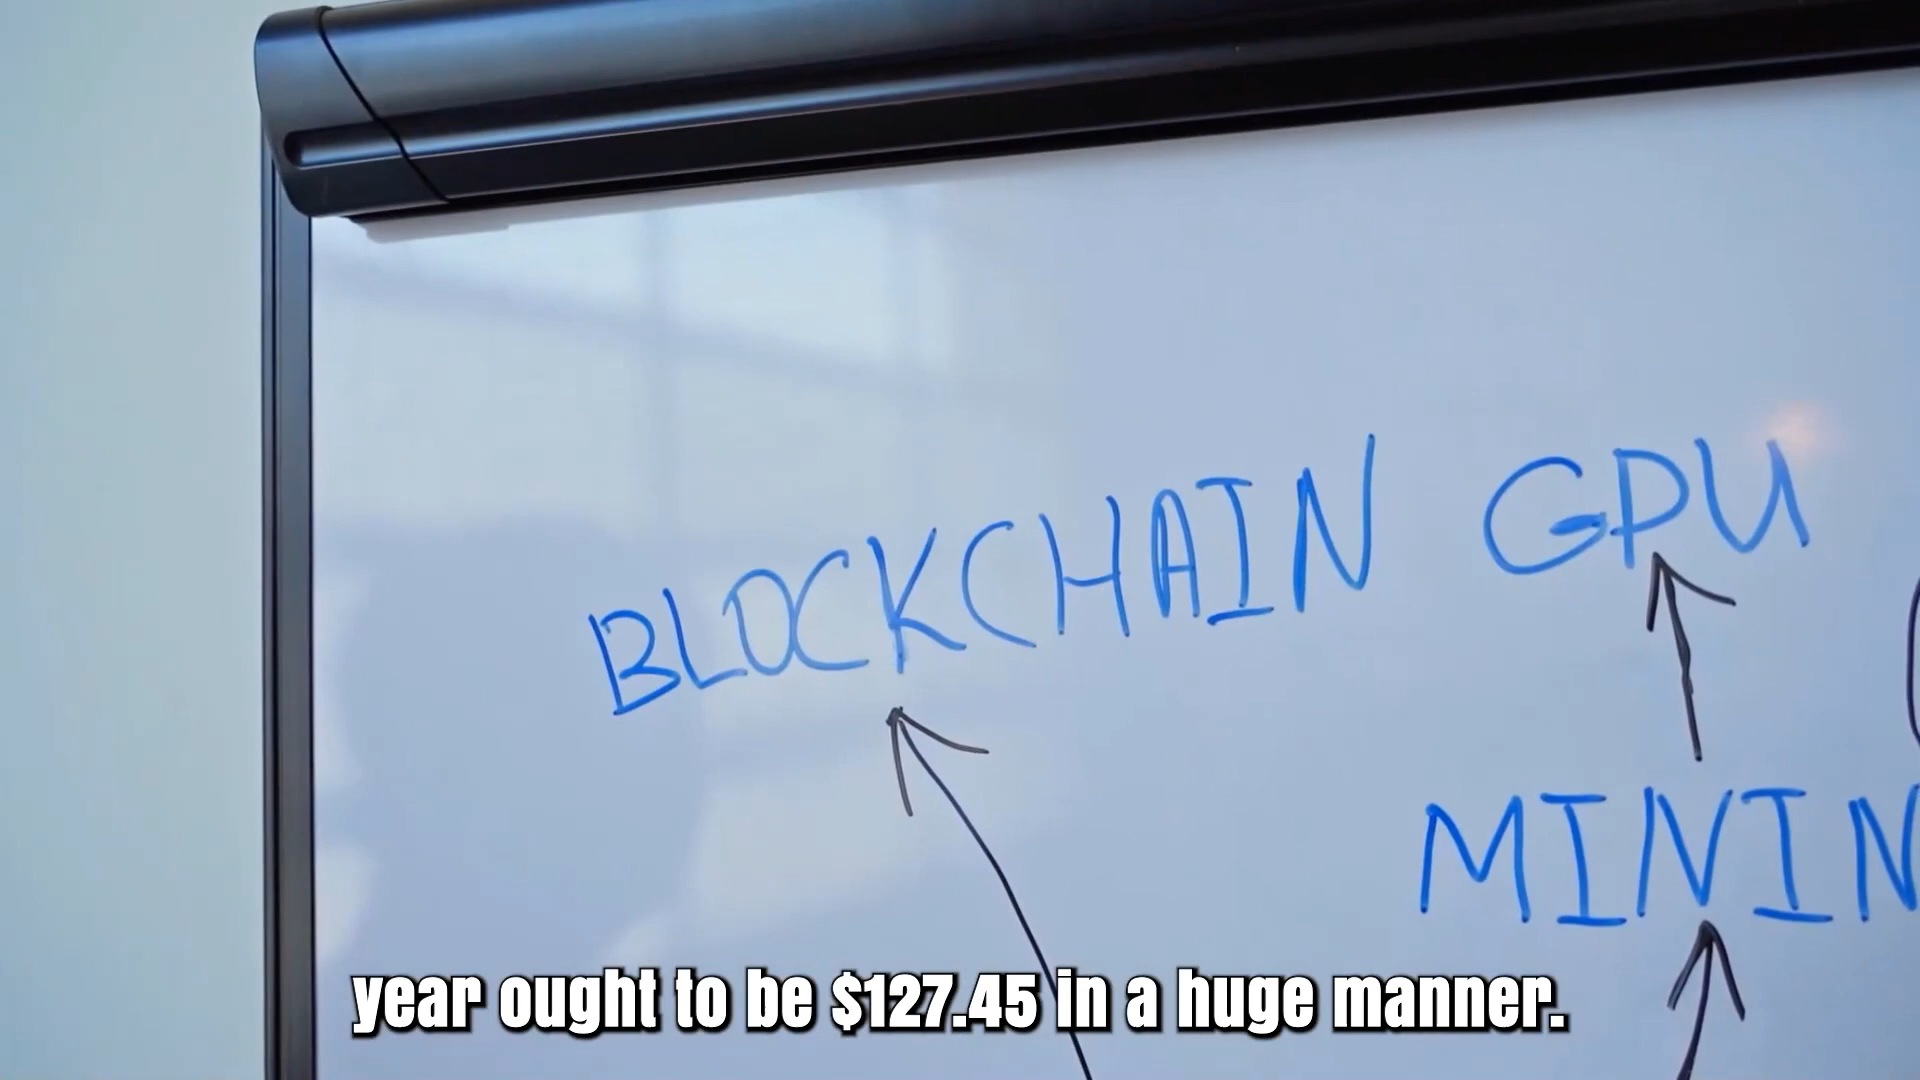 BLOCKCHAIN GPU
MININ
year ought to be $127.45 in a huge manner.